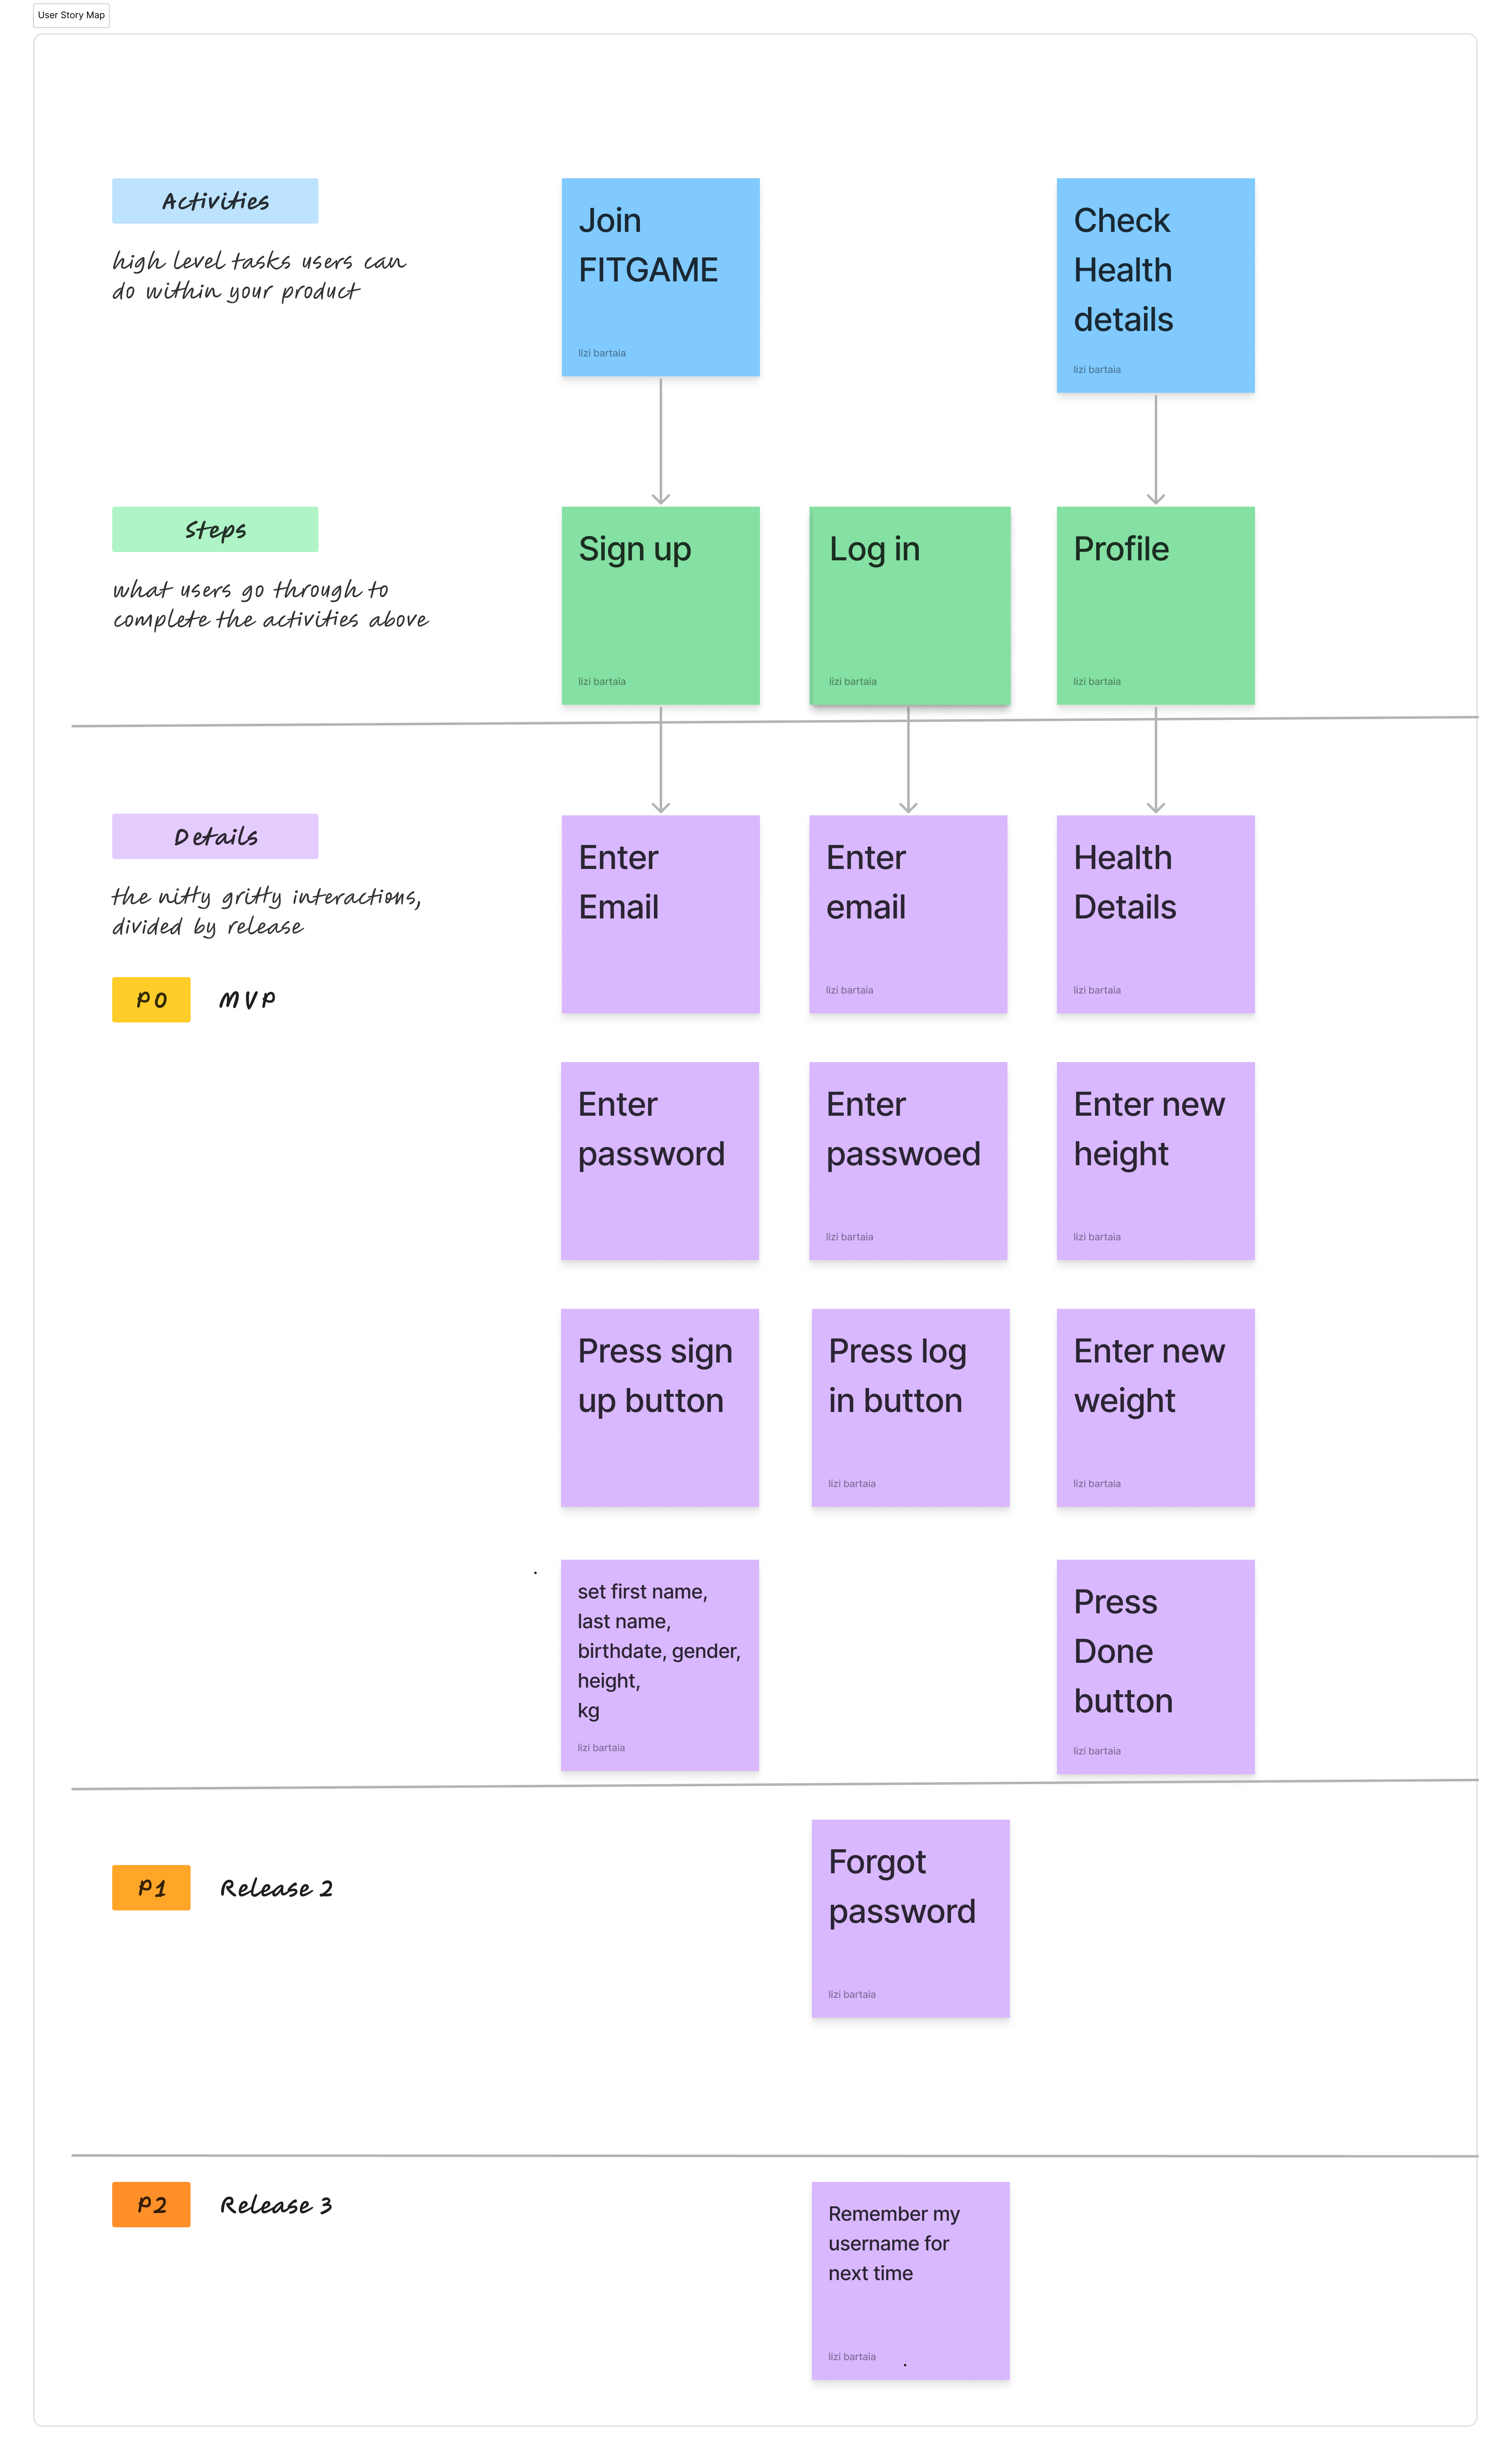 User Story Map
Activities
high level tasks users can
do within your product
Join
FITGAME
lizi bartaia
Check
Health
details
lizi bartaia
Steps
what users go through to
complete the activities above
Sign up
lizi bartaia
Log in
lizi bartaia
Profile
lizi bartaia
Details
the nitty gritty interactions,
divided by release
P0
MVP
Enter
Email
Enter
email
lizi bartaia
Health
Details
lizi bartaia
Enter
password
Enter
passwoed
lizi bartaia
Enter new
height
lizi bartaia
Press sign
up button
Press log
in button
lizi bartaia
Enter new
weight
lizi bartaia
set first name,
last name,
birthdate, gender,
height,
kg
lizi bartaia
Press
Done
button
lizi bartaia
P1
Release 2
Forgot
password
lizi bartaia
P2
Release 3
Remember my
username for
next time
lizi bartaia